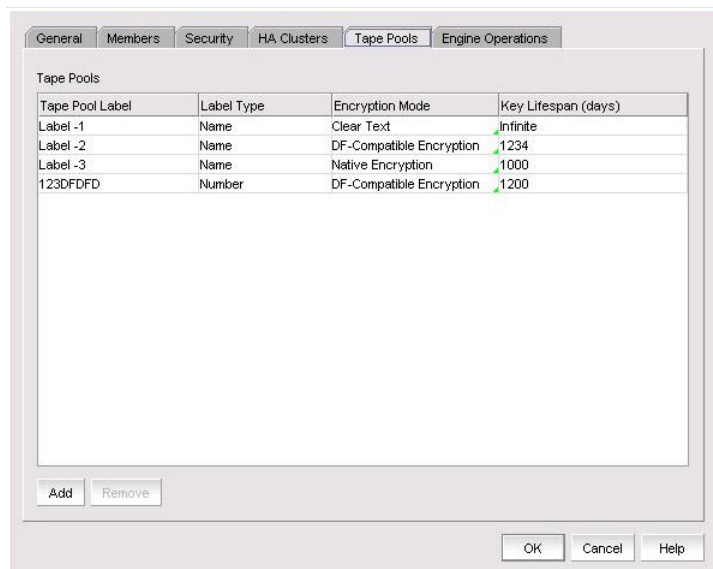 General Members Security HA Clusters Tape Pools Engine Operations
Tape Pools
Tape Pool Label Label Type Encryption Mode Key Lifespan (days)
Label -1 Name Clear Text Infinite
Label -2 Name DF-Compatible Encryption 1234
Label -3 Name Native Encryption 1000
123DFDFD Number DF-Compatible Encryption 1200
Add Remove
OK Cancel Help